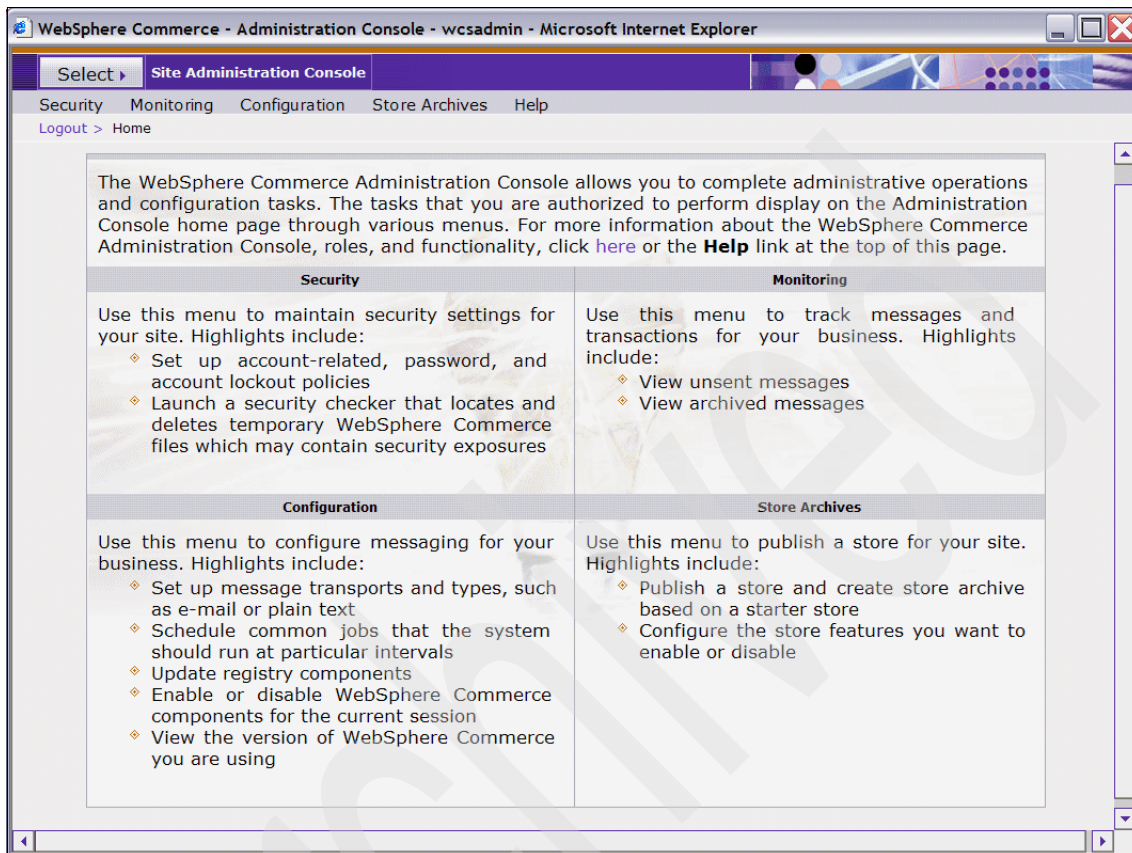 WebSphere Commerce - Administration Console - wcsadmin - Microsoft Internet Explorer
Select
Site Administration Console
Security Monitoring Configuration Store Archives Help
Logout > Home
The WebSphere Commerce Administration Console allows you to complete administrative operations
and configuration tasks. The tasks that you are authorized to perform display on the Administration
Console home page through various menus. For more information about the WebSphere Commerce
Administration Console, roles, and functionality, click here or the Help link at the top of this page.
Security
Use this menu to maintain security settings for
your site. Highlights include:
Set up account-related, password, and
account lockout policies
Launch a security checker that locates and
deletes temporary WebSphere Commerce
files which may contain security exposures
Monitoring
Use this menu to track messages and
transactions for your business. Highlights
include:
View unsent messages
View archived messages
Configuration
Use this menu to configure messaging for your
business. Highlights include:
Set up message transports and types, such
as e-mail or plain text
Schedule common jobs that the system
should run at particular intervals
Update registry components
Enable or disable WebSphere Commerce
components for the current session
View the version of WebSphere Commerce
you are using
Store Archives
Use this menu to publish a store for your site.
Highlights include:
Publish a store and create store archive
based on a starter store
Configure the store features you want to
enable or disable